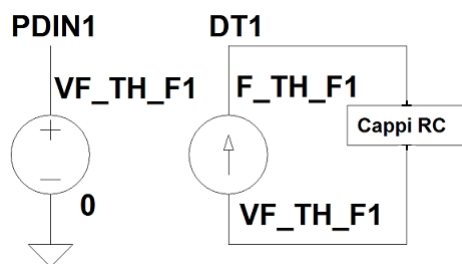 PDIN1
DT1
VF_TH_F1
F_TH_F1
+
Cappi RC
0
VF_TH_F1